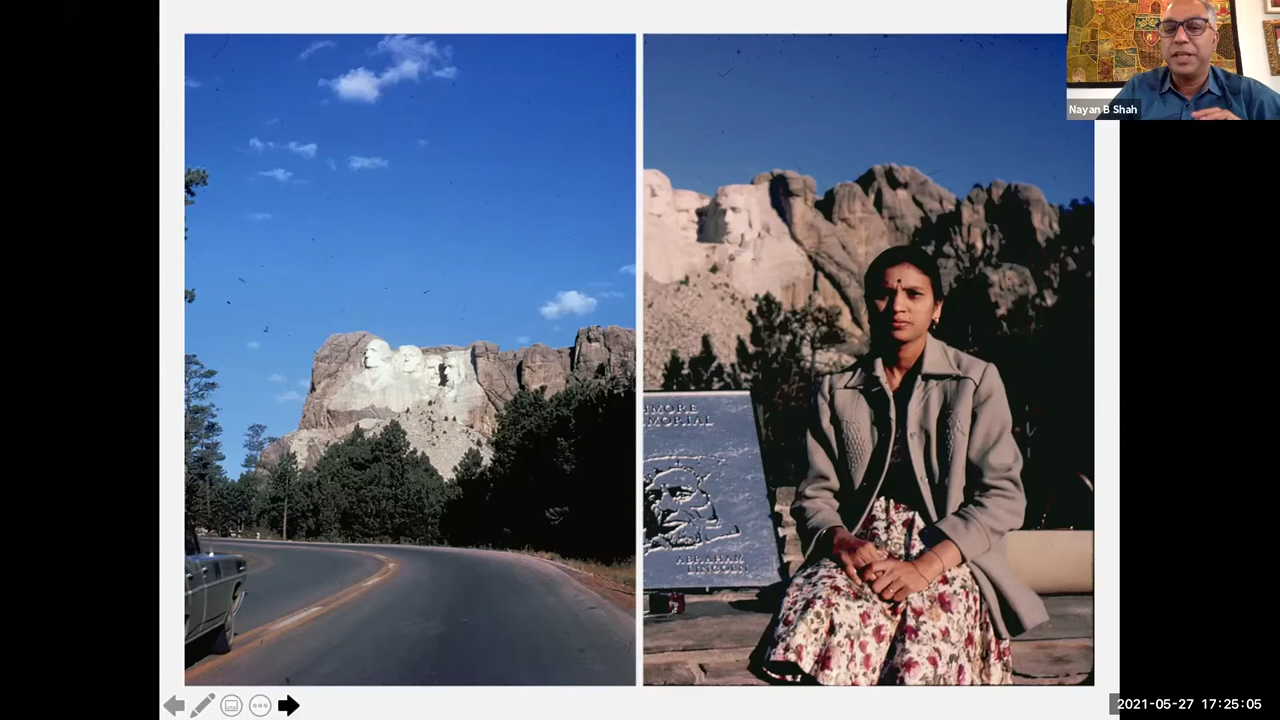 Nayan B Shah
MORE
MORIAL
ABRAHAM
LINCOLN
2021-05-27 17:25:05